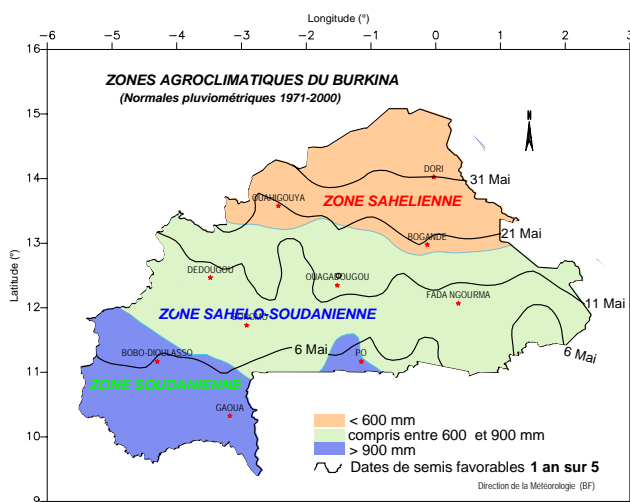 Longitude (°)
-6 -5 -4 -3 -2 -1 0 1 2 3
16
15
14
13
12
11
10
9
Latitude (°)
ZONES AGROCLIMATIQUES DU BURKINA
(Normales pluviométriques 1971-2000)
N
DORI
31 Mai
OUAHIGOUYA
ZONE SAHELIENNE
21 Mai
BOGANDE
DEDOUGOU
OUAGADOUGOU
FADA NGOURMA
11 Mai
ZONE SAHELO-SOUDANIENNE
BOROMO
6 Mai
6 Mai
BOBO-DIOULASSO
PO
ZONE SOUDANIENNE
GAOUA
< 600 mm
compris entre 600 et 900 mm
> 900 mm
Dates de semis favorables 1 an sur 5
Direction de la Météorologie (BF)